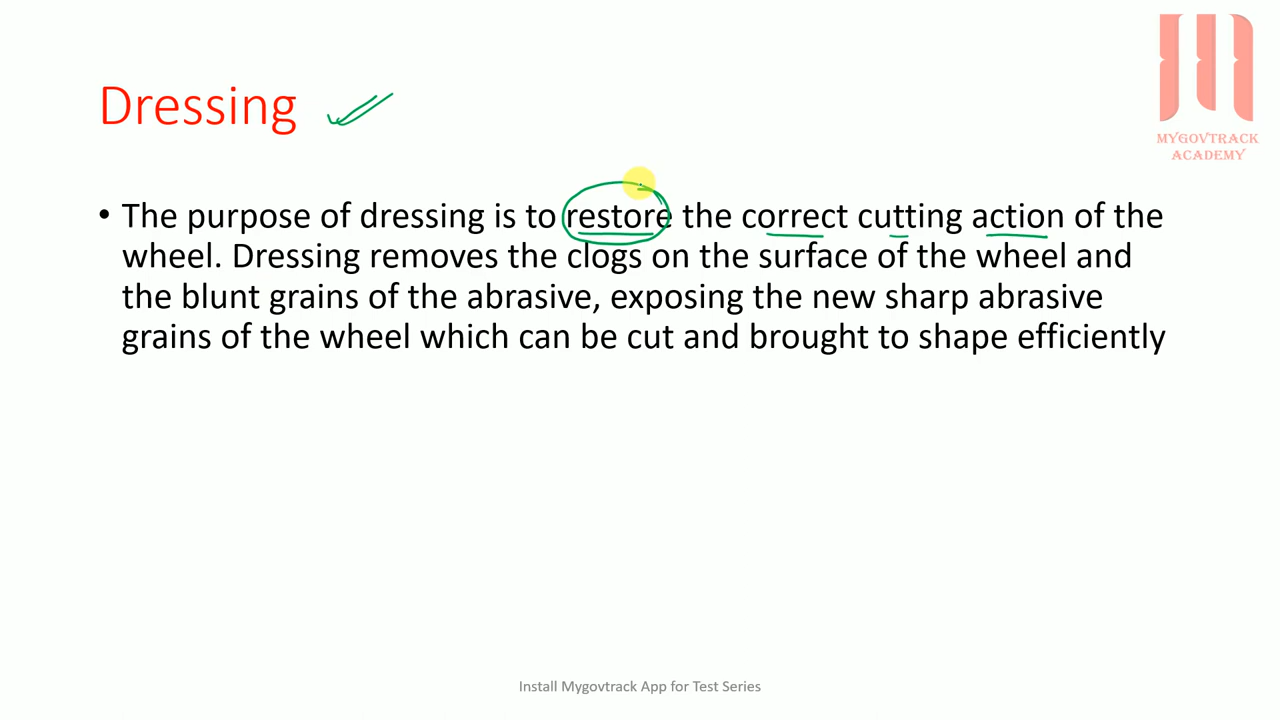 Dressing
MYGOVTRACK
ACADEMY
• The purpose of dressing is to restore the correct cutting action of the
wheel. Dressing removes the clogs on the surface of the wheel and
the blunt grains of the abrasive, exposing the new sharp abrasive
grains of the wheel which can be cut and brought to shape efficiently
Install Mygovtrack App for Test Series